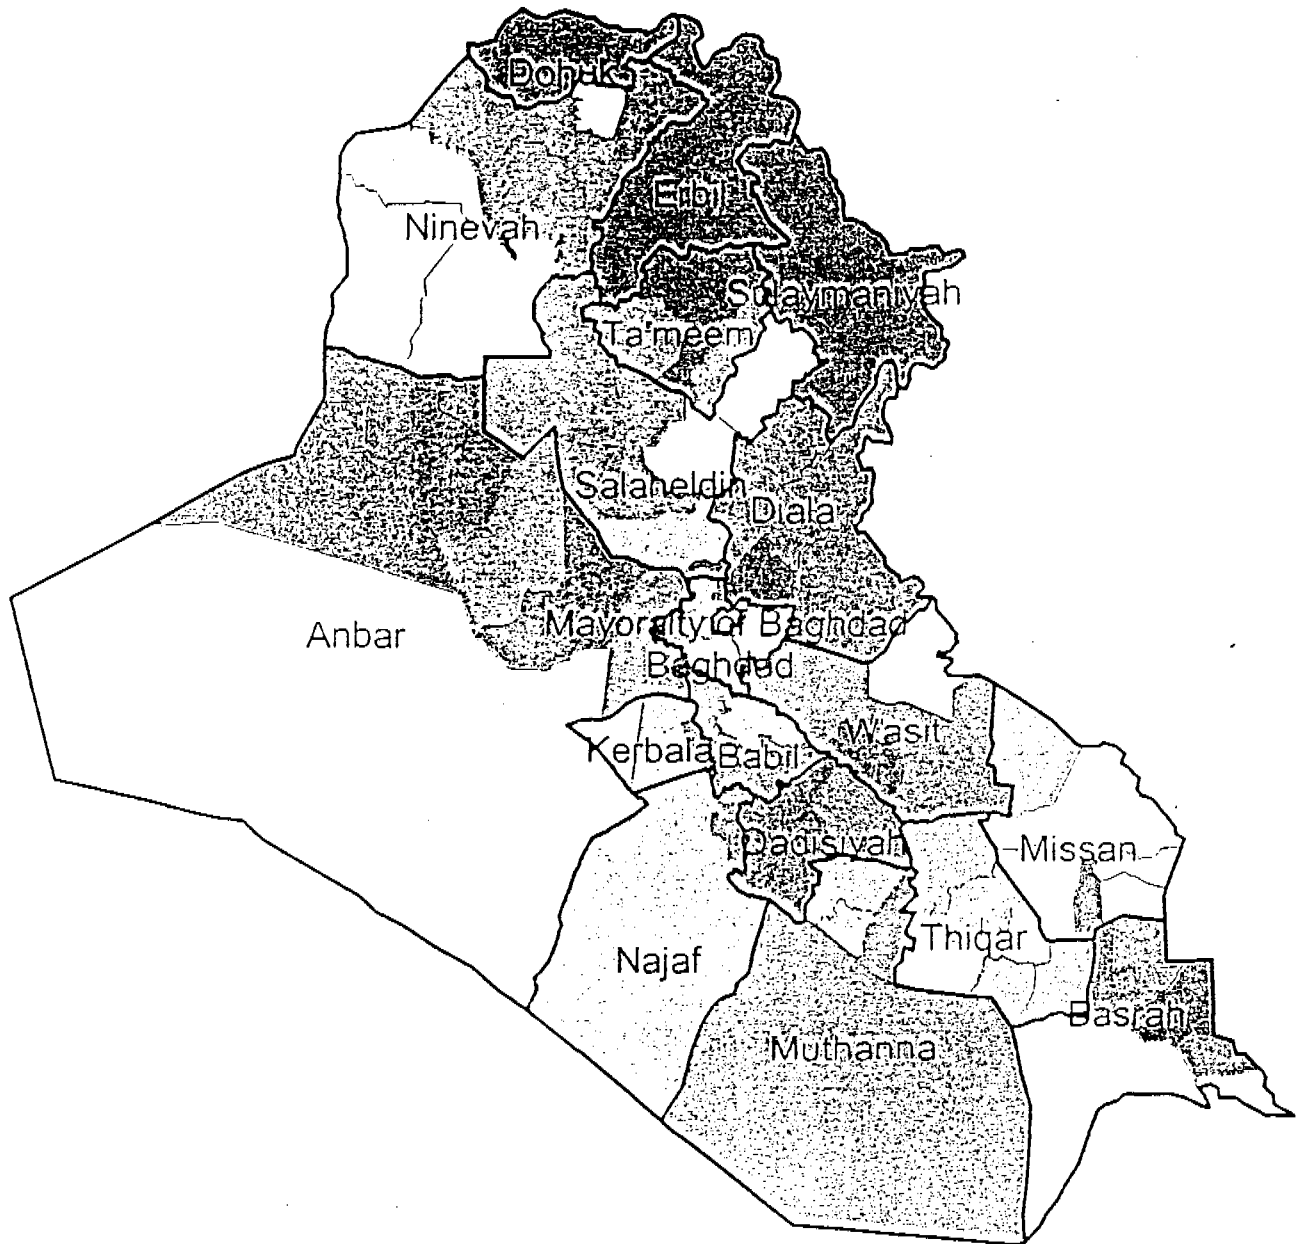 Dohuk
Erbil
Ninevah
Sulaymaniyah
Ta'meem
Salaheldin
Diala
Anbar
Mayorality of Baghdad
Baghdad
Kerbala
Babil
Wasit
Qadisiyah
Missan
Najaf
Thiqar
Basrah
Muthanna